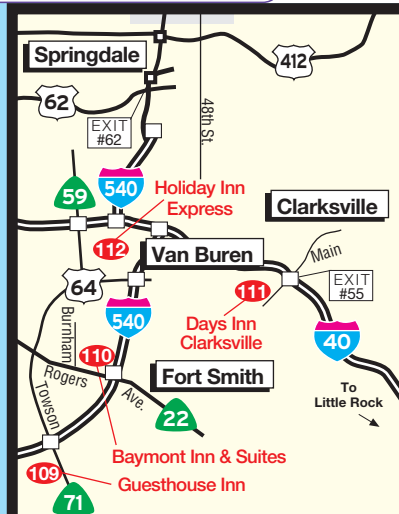 Springdale
412
62
EXIT
#62
48th St.
59
540
Holiday Inn
Express
Clarksville
112
Van Buren
Main
64
111
EXIT
#55
540
Days Inn
Clarksville
40
Burnham
110
Rogers
Ave.
Fort Smith
To
Little Rock
Towson
22
Baymont Inn & Suites
109
Guesthouse Inn
71